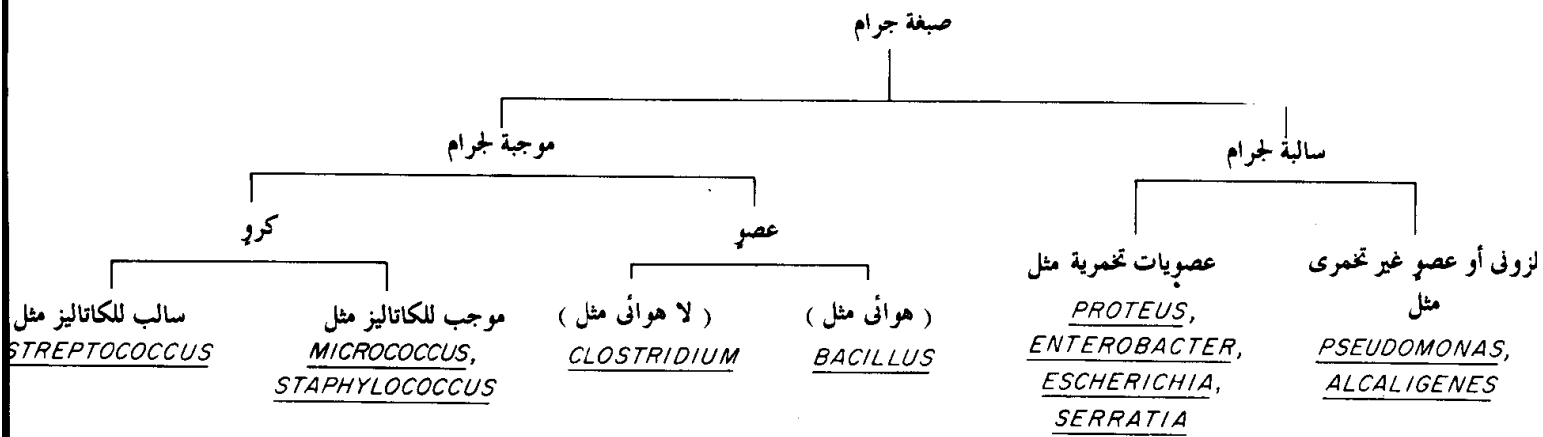 صبغة جرام
سالبة لجرام
موجبة لجرام
لزونى أو عصوٍ غير تخمرى
مثل
PSEUDOMONAS,
ALCALIGENES
عصويات تخمرية مثل
PROTEUS,
ENTEROBACTER,
ESCHERICHIA,
SERRATIA
عصوٍ
كروٍ
( هوائى مثل )
BACILLUS
( لا هوائى مثل )
CLOSTRIDIUM
موجب للكاتاليز مثل
MICROCOCCUS,
STAPHYLOCOCCUS
سالب للكاتاليز مثل
STREPTOCOCCUS